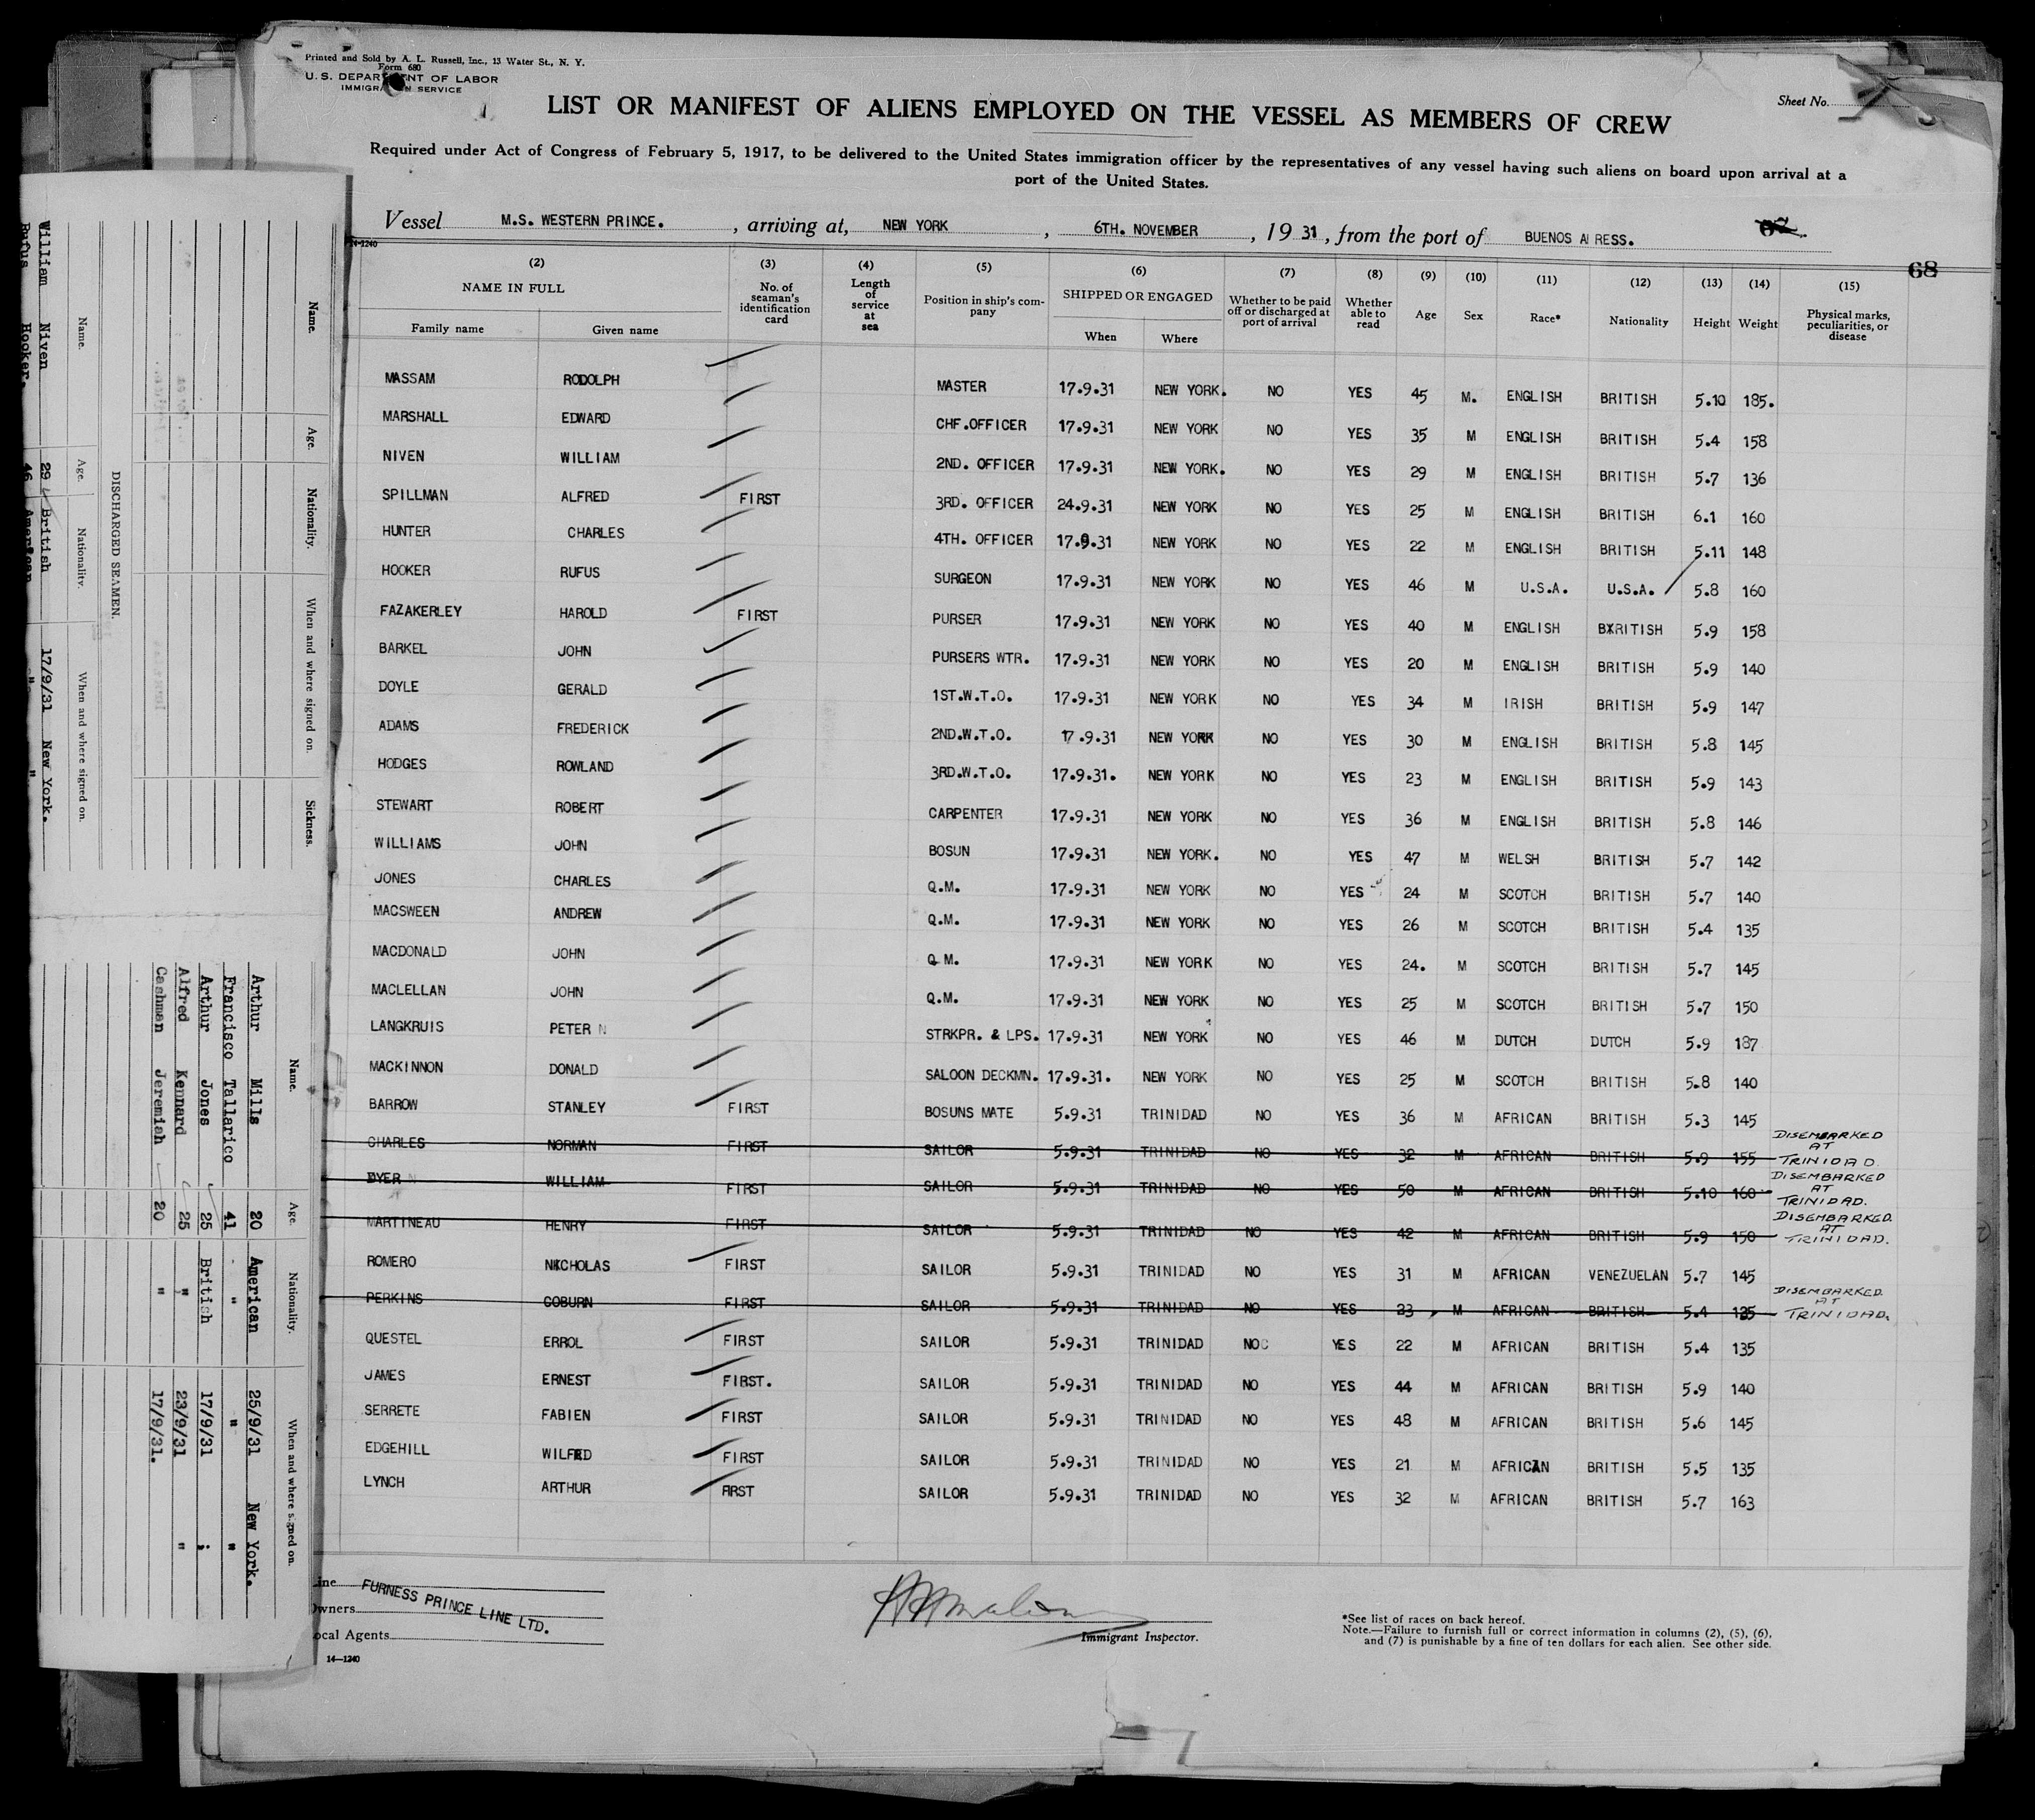 Printed and Sold by A. L. Russell, Inc., 13 Water St., N. Y.
Form 680
U.S. DEPARTMENT OF LABOR
IMMIGRATION SERVICE
Sheet No.
LIST OR MANIFEST OF ALIENS EMPLOYED ON THE VESSEL AS MEMBERS OF CREW
Required under Act of Congress of February 5, 1917, to be delivered to the United States immigration officer by the representatives of any vessel having such aliens on board upon arrival at a
port of the United States.
Vessel M.S. WESTERN PRINCE. , arriving at, NEW YORK , 6TH. NOVEMBER , 19 31 , from the port of BUENOS AIRESS.
68
14-1240
(2) (3) (4) (5) (6) (7) (8) (9) (10) (11) (12) (13) (14) (15)
NAME IN FULL No. of seaman's identification card Length of service at sea Position in ship's company SHIPPED OR ENGAGED Whether to be paid off or discharged at port of arrival Whether able to read Age Sex Race* Nationality Height Weight Physical marks, peculiarities, or disease
Family name Given name When Where
MASSAM RODOLPH MASTER 17.9.31 NEW YORK. NO YES 45 M. ENGLISH BRITISH 5.10 185.
MARSHALL EDWARD CHF.OFFICER 17.9.31 NEW YORK NO YES 35 M ENGLISH BRITISH 5.4 158
NIVEN WILLIAM 2ND. OFFICER 17.9.31 NEW YORK. NO YES 29 M ENGLISH BRITISH 5.7 136
SPILLMAN ALFRED FIRST 3RD. OFFICER 24.9.31 NEW YORK NO YES 25 M ENGLISH BRITISH 6.1 160
HUNTER CHARLES 4TH. OFFICER 17.9.31 NEW YORK NO YES 22 M ENGLISH BRITISH 5.11 148
HOOKER RUFUS SURGEON 17.9.31 NEW YORK NO YES 46 M U.S.A. U.S.A. 5.8 160
FAZAKERLEY HAROLD FIRST PURSER 17.9.31 NEW YORK NO YES 40 M ENGLISH BXRITISH 5.9 158
BARKEL JOHN PURSERS WTR. 17.9.31 NEW YORK NO YES 20 M ENGLISH BRITISH 5.9 140
DOYLE GERALD 1ST.W.T.O. 17.9.31 NEW YORK NO YES 34 M IRISH BRITISH 5.9 147
ADAMS FREDERICK 2ND.W.T.O. 17.9.31 NEW YORK NO YES 30 M ENGLISH BRITISH 5.8 145
HODGES ROWLAND 3RD.W.T.O. 17.9.31. NEW YORK NO YES 23 M ENGLISH BRITISH 5.9 143
STEWART ROBERT CARPENTER 17.9.31 NEW YORK NO YES 36 M ENGLISH BRITISH 5.8 146
WILLIAMS JOHN BOSUN 17.9.31 NEW YORK. NO YES 47 M WELSH BRITISH 5.7 142
JONES CHARLES Q.M. 17.9.31 NEW YORK NO YES 24 M SCOTCH BRITISH 5.7 140
MACSWEEN ANDREW Q.M. 17.9.31 NEW YORK NO YES 26 M SCOTCH BRITISH 5.4 135
MACDONALD JOHN Q.M. 17.9.31 NEW YORK NO YES 24. M SCOTCH BRITISH 5.7 145
MACLELLAN JOHN Q.M. 17.9.31 NEW YORK NO YES 25 M SCOTCH BRITISH 5.7 150
LANGKRUIS PETER N STRKPR. & LPS. 17.9.31 NEW YORK NO YES 46 M DUTCH DUTCH 5.9 187
MACKINNON DONALD SALOON DECKMN. 17.9.31. NEW YORK NO YES 25 M SCOTCH BRITISH 5.8 140
BARROW STANLEY FIRST BOSUNS MATE 5.9.31 TRINIDAD NO YES 36 M AFRICAN BRITISH 5.3 145
CHARLES NORMAN FIRST SAILOR 5.9.31 TRINIDAD NO YES 32 M AFRICAN BRITISH 5.9 155 DISEMBARKED AT TRINIDAD.
DYER WILLIAM FIRST SAILOR 5.9.31 TRINIDAD NO YES 50 M AFRICAN BRITISH 5.10 160 DISEMBARKED AT TRINIDAD.
MARTINEAU HENRY FIRST SAILOR 5.9.31 TRINIDAD NO YES 42 M AFRICAN BRITISH 5.9 150 DISEMBARKED. AT TRINIDAD.
ROMERO NICHOLAS FIRST SAILOR 5.9.31 TRINIDAD NO YES 31 M AFRICAN VENEZUELAN 5.7 145
PERKINS COBURN FIRST SAILOR 5.9.31 TRINIDAD NO YES 23 M AFRICAN BRITISH 5.4 135 DISEMBARKED. AT TRINIDAD.
QUESTEL ERROL FIRST SAILOR 5.9.31 TRINIDAD NO YES 22 M AFRICAN BRITISH 5.4 135
JAMES ERNEST FIRST. SAILOR 5.9.31 TRINIDAD NO YES 44 M AFRICAN BRITISH 5.9 140
SERRETE FABIEN FIRST SAILOR 5.9.31 TRINIDAD NO YES 48 M AFRICAN BRITISH 5.6 145
EDGEHILL WILFRED FIRST SAILOR 5.9.31 TRINIDAD NO YES 21 M AFRICAN BRITISH 5.5 135
LYNCH ARTHUR FIRST SAILOR 5.9.31 TRINIDAD NO YES 32 M AFRICAN BRITISH 5.7 163
ine FURNESS PRINCE LINE LTD.
Owners
ocal Agents
14—1240
Immigrant Inspector.
*See list of races on back hereof.
Note.—Failure to furnish full or correct information in columns (2), (5), (6),
and (7) is punishable by a fine of ten dollars for each alien. See other side.
Name. Age. Nationality. When and where signed on. Sickness.
DISCHARGED SEAMEN.
Name. Age. Nationality. When and where signed on.
William Niven 29 British 17/9/31 New York.
Rufus Hooker. 46 American " "
Name. Age. Nationality. When and where signed on.
Arthur Mills 20 American 25/9/31 New York.
Francisco Tallarico 41 " " "
Arthur Jones 25 British 17/9/31 ;
Alfred Kennard 25 " 23/9/31 "
Cashman Jeremiah 20 " 17/9/31.